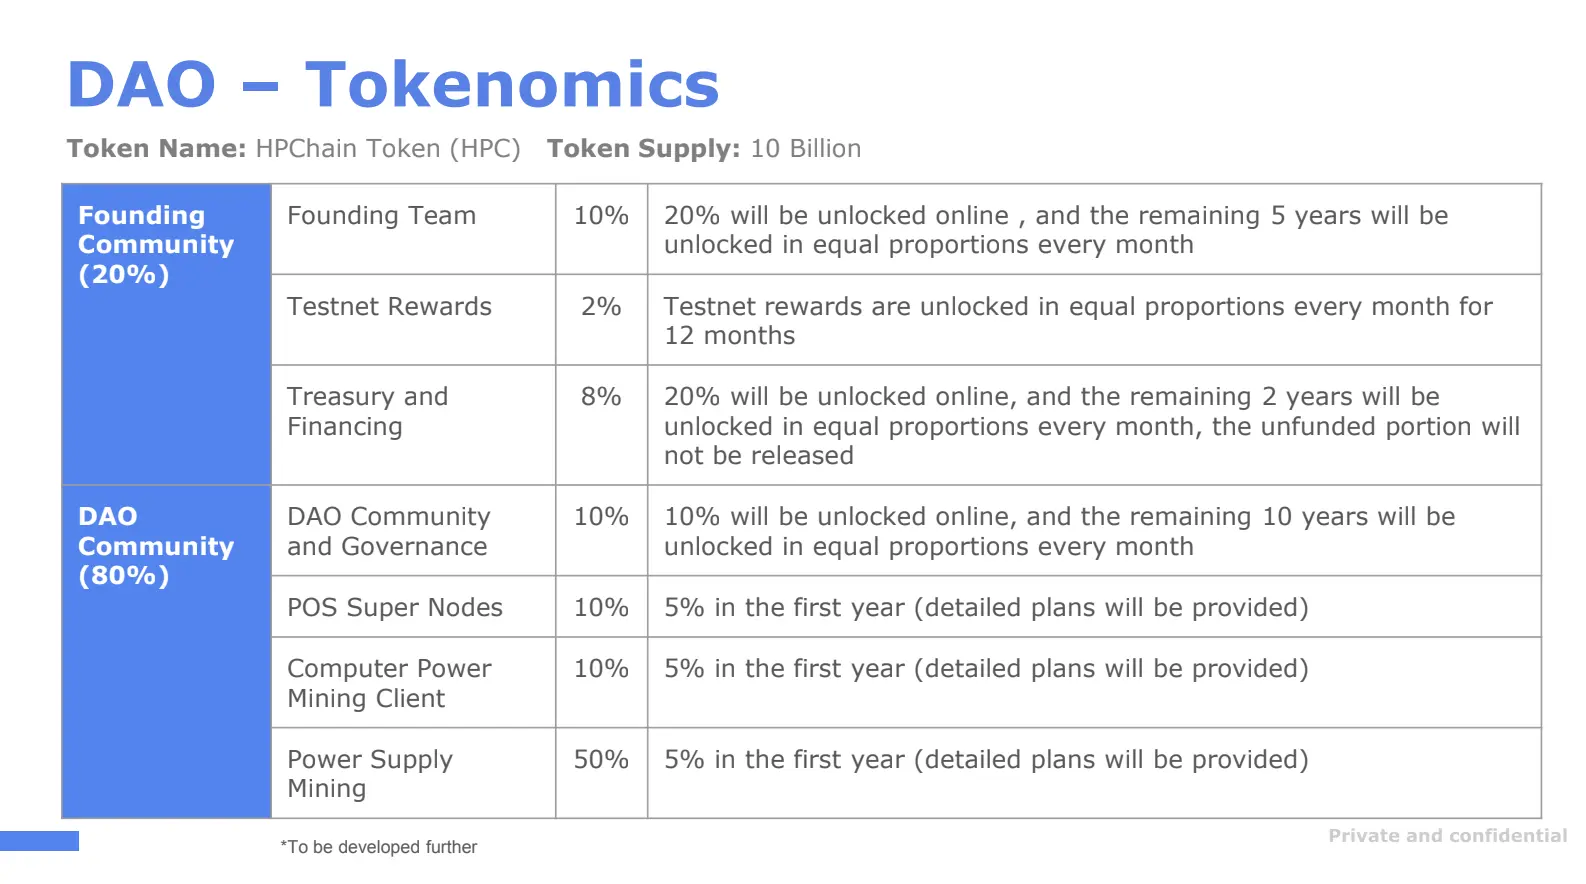 DAO – Tokenomics
Token Name: HPChain Token (HPC) Token Supply: 10 Billion
Founding
Community
(20%)
Founding Team
10%
20% will be unlocked online , and the remaining 5 years will be
unlocked in equal proportions every month
Testnet Rewards
2%
Testnet rewards are unlocked in equal proportions every month for
12 months
Treasury and
Financing
8%
20% will be unlocked online, and the remaining 2 years will be
unlocked in equal proportions every month, the unfunded portion will
not be released
DAO
Community
(80%)
DAO Community
and Governance
10%
10% will be unlocked online, and the remaining 10 years will be
unlocked in equal proportions every month
POS Super Nodes
10%
5% in the first year (detailed plans will be provided)
Computer Power
Mining Client
10%
5% in the first year (detailed plans will be provided)
Power Supply
Mining
50%
5% in the first year (detailed plans will be provided)
*To be developed further
Private and confidential